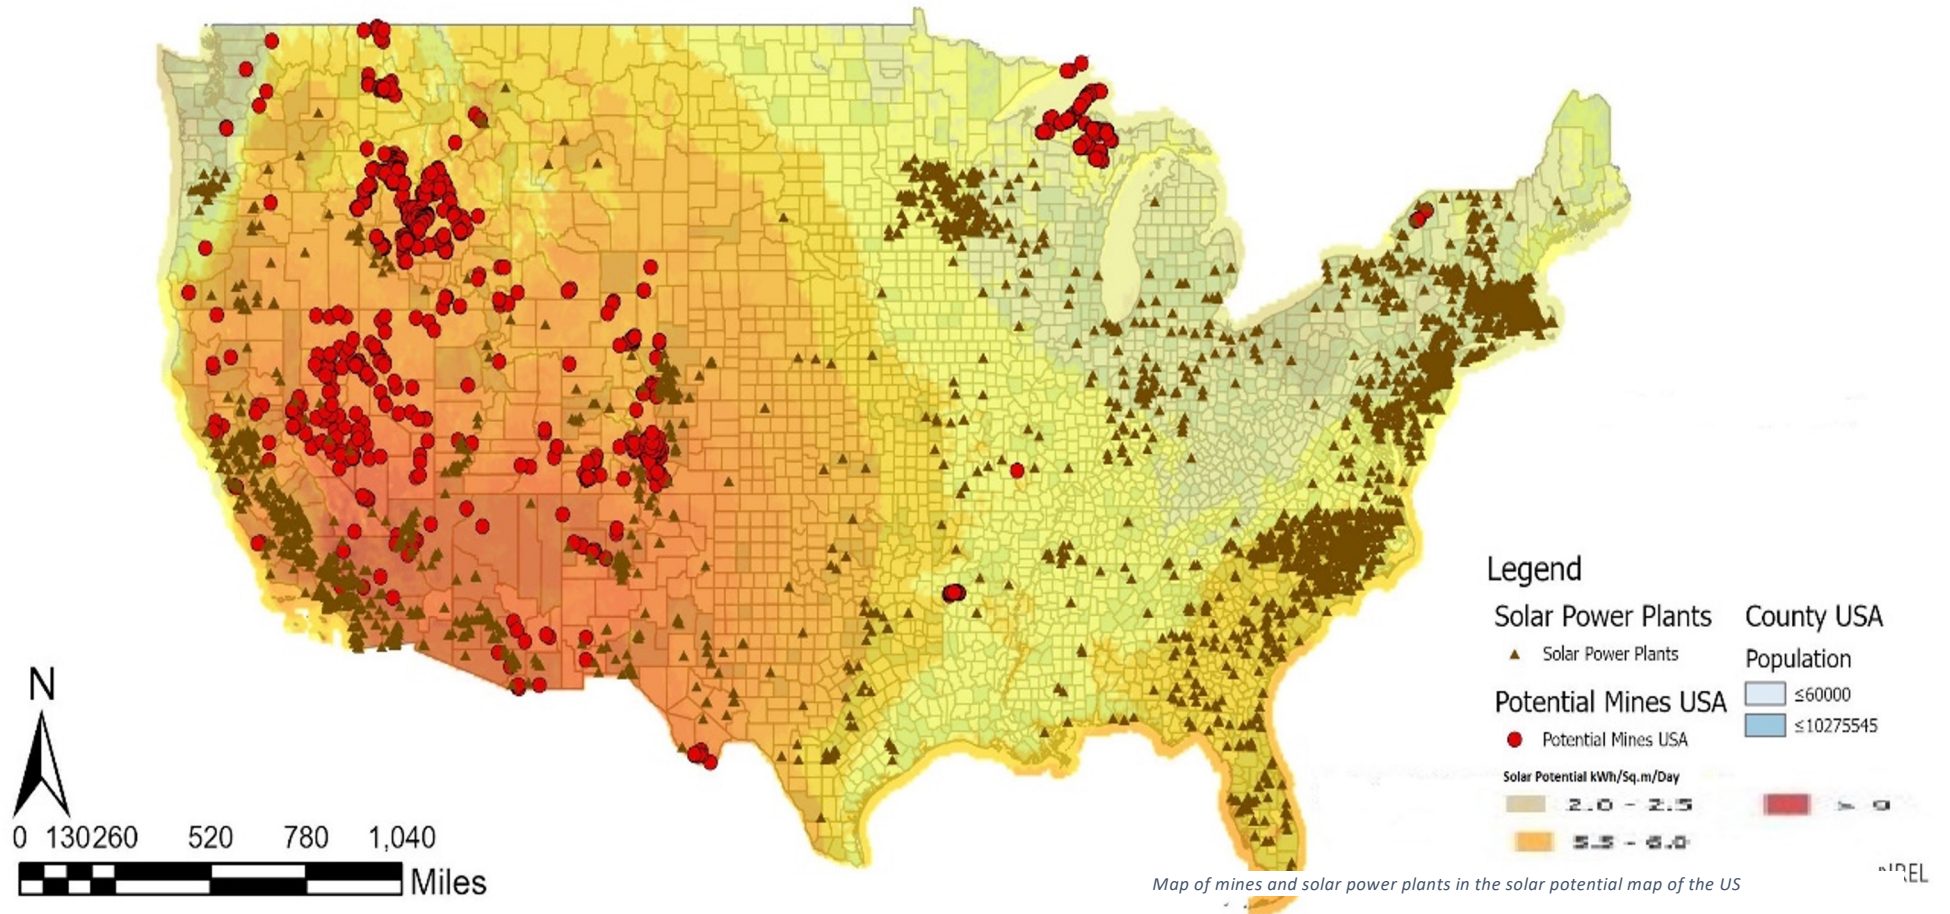 N
0 130 260 520 780 1,040
Miles
Legend
Solar Power Plants
Solar Power Plants
Potential Mines USA
Potential Mines USA
County USA
Population
≤60000
≤10275545
Solar Potential kWh/Sq.m/Day
2.0 - 2.5
5.5 - 6.0
Map of mines and solar power plants in the solar potential map of the US